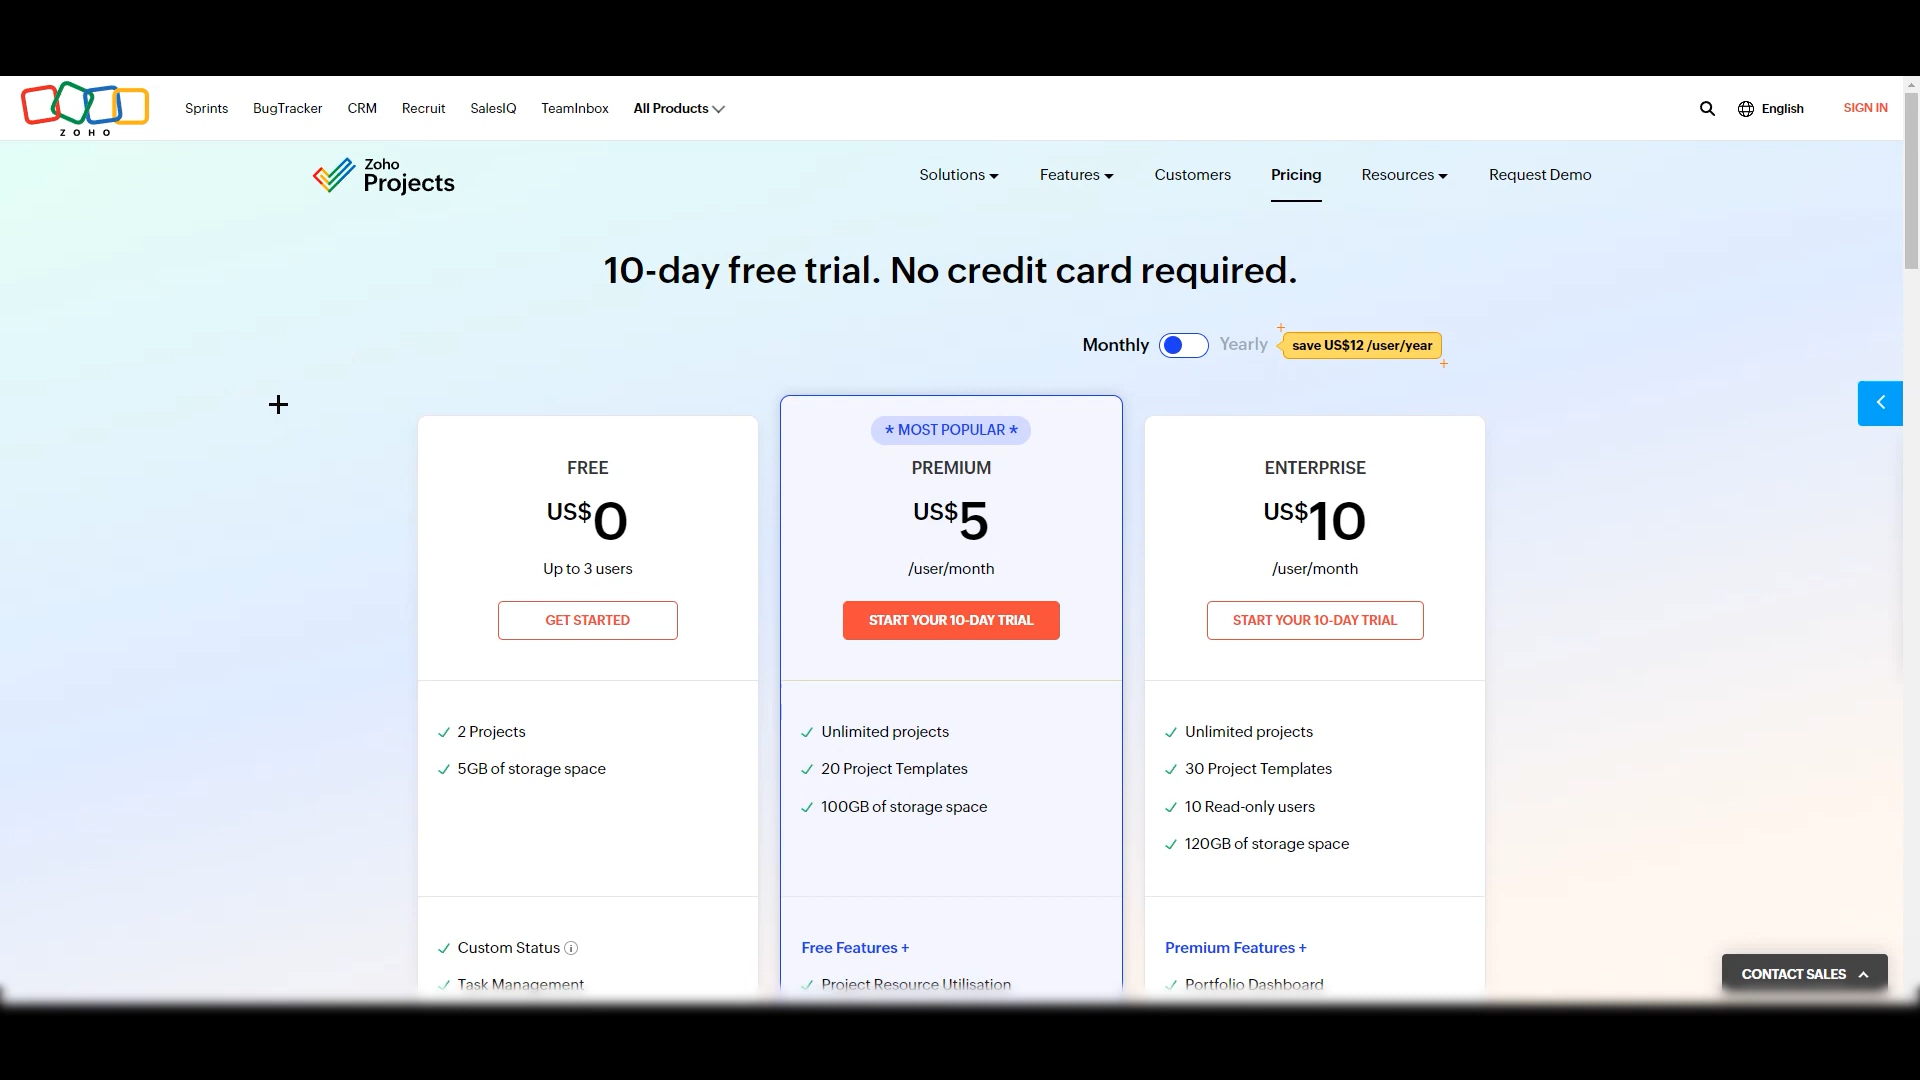 ZOHO
Sprints BugTracker CRM Recruit SalesIQ TeamInbox All Products English SIGN IN
Zoho
Projects
Solutions Features Customers Pricing Resources Request Demo
10-day free trial. No credit card required.
Monthly Yearly save US$12 /user/year
* MOST POPULAR *
FREE PREMIUM ENTERPRISE
US$0 US$5 US$10
Up to 3 users /user/month /user/month
GET STARTED START YOUR 10-DAY TRIAL START YOUR 10-DAY TRIAL
2 Projects Unlimited projects Unlimited projects
5GB of storage space 20 Project Templates 30 Project Templates
100GB of storage space 10 Read-only users
120GB of storage space
Custom Status Free Features + Premium Features +
Task Management Project Resource Utilisation Portfolio Dashboard
CONTACT SALES